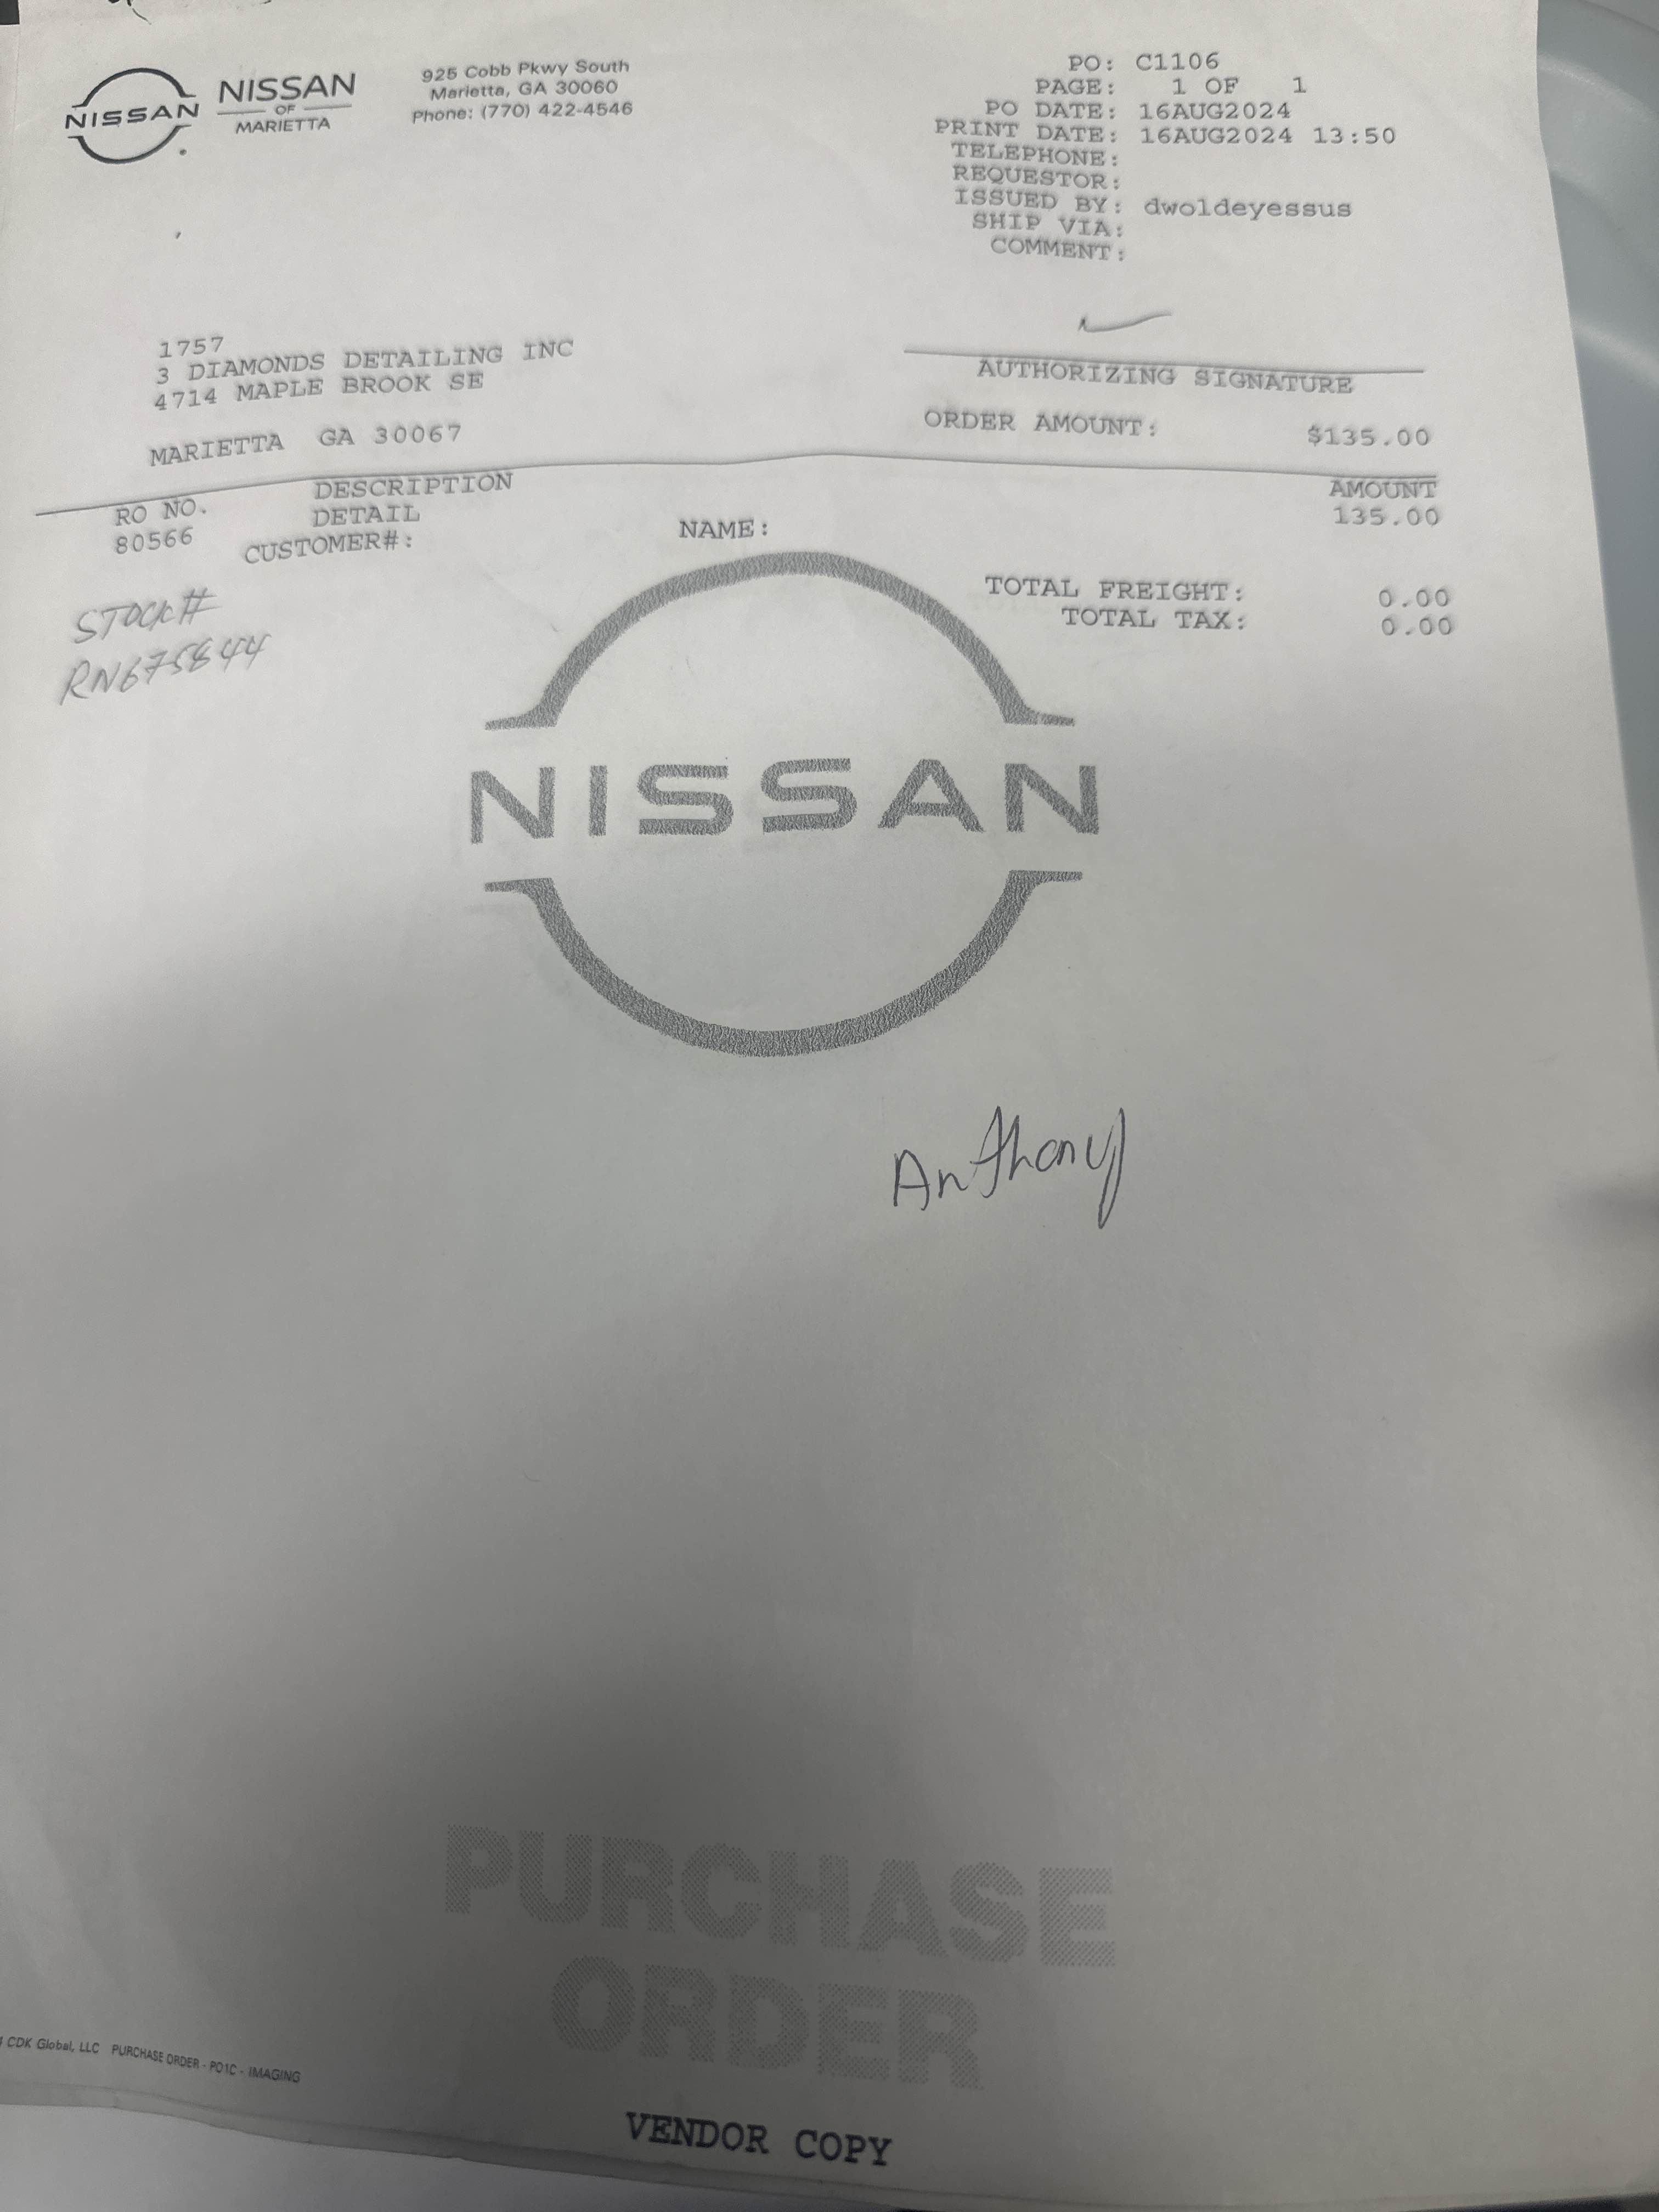 NISSAN
NISSAN
OF
MARIETTA
925 Cobb Pkwy South
Marietta, GA 30060
Phone: (770) 422-4546
PO: C1106
PAGE: 1 OF 1
PO DATE: 16AUG2024
PRINT DATE: 16AUG2024 13:50
TELEPHONE:
REQUESTOR:
ISSUED BY: dwoldeyessus
SHIP VIA:
COMMENT:
1757
3 DIAMONDS DETAILING INC
4714 MAPLE BROOK SE
MARIETTA GA 30067
AUTHORIZING SIGNATURE
ORDER AMOUNT: $135.00
RO NO. DESCRIPTION AMOUNT
80566 DETAIL 135.00
CUSTOMER#: NAME:
TOTAL FREIGHT: 0.00
TOTAL TAX: 0.00
STOCK#
RN675844
NISSAN
Anthony
PURCHASE
ORDER
CDK Global, LLC PURCHASE ORDER - PO1C - IMAGING
VENDOR COPY